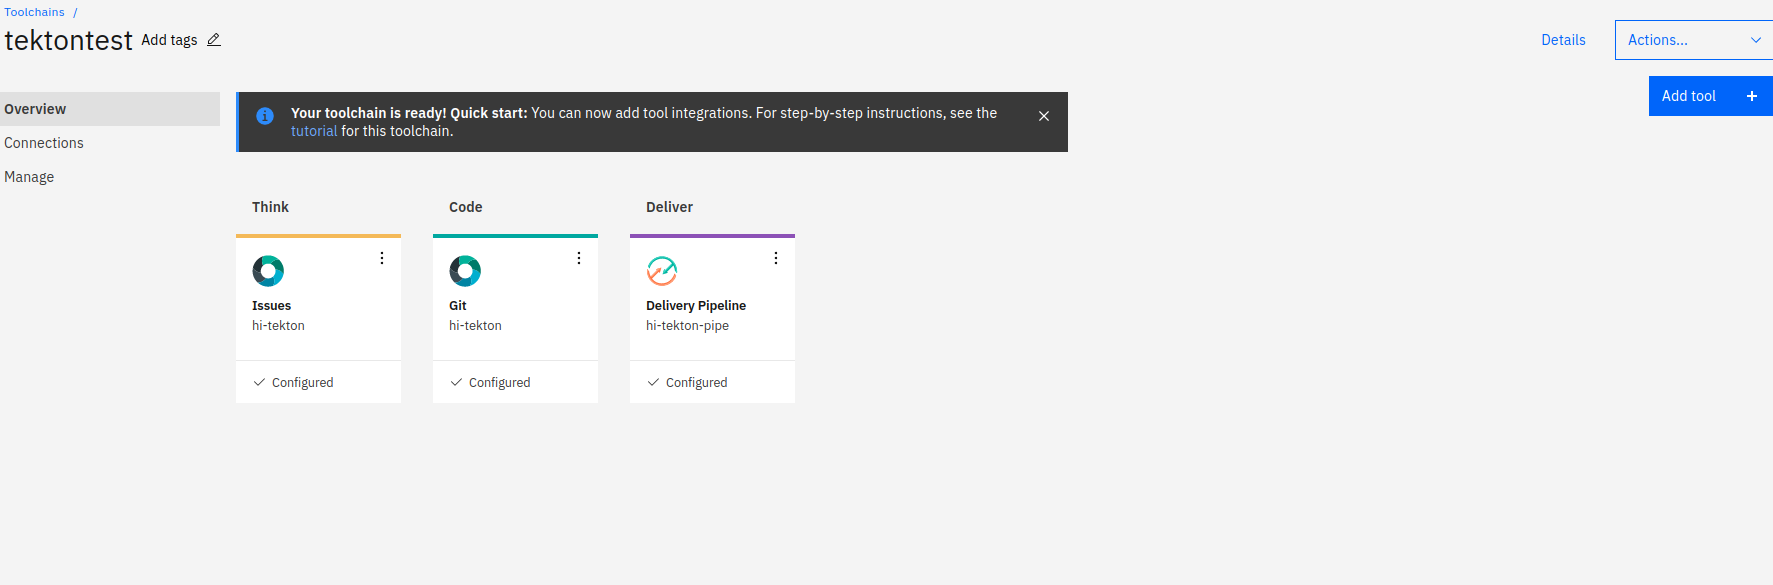 Toolchains /
tektontest Add tags
Details
Actions...
Add tool +
Overview
Connections
Manage
Your toolchain is ready! Quick start: You can now add tool integrations. For step-by-step instructions, see the
tutorial for this toolchain.
Think
Issues
hi-tekton
Configured
Code
Git
hi-tekton
Configured
Deliver
Delivery Pipeline
hi-tekton-pipe
Configured